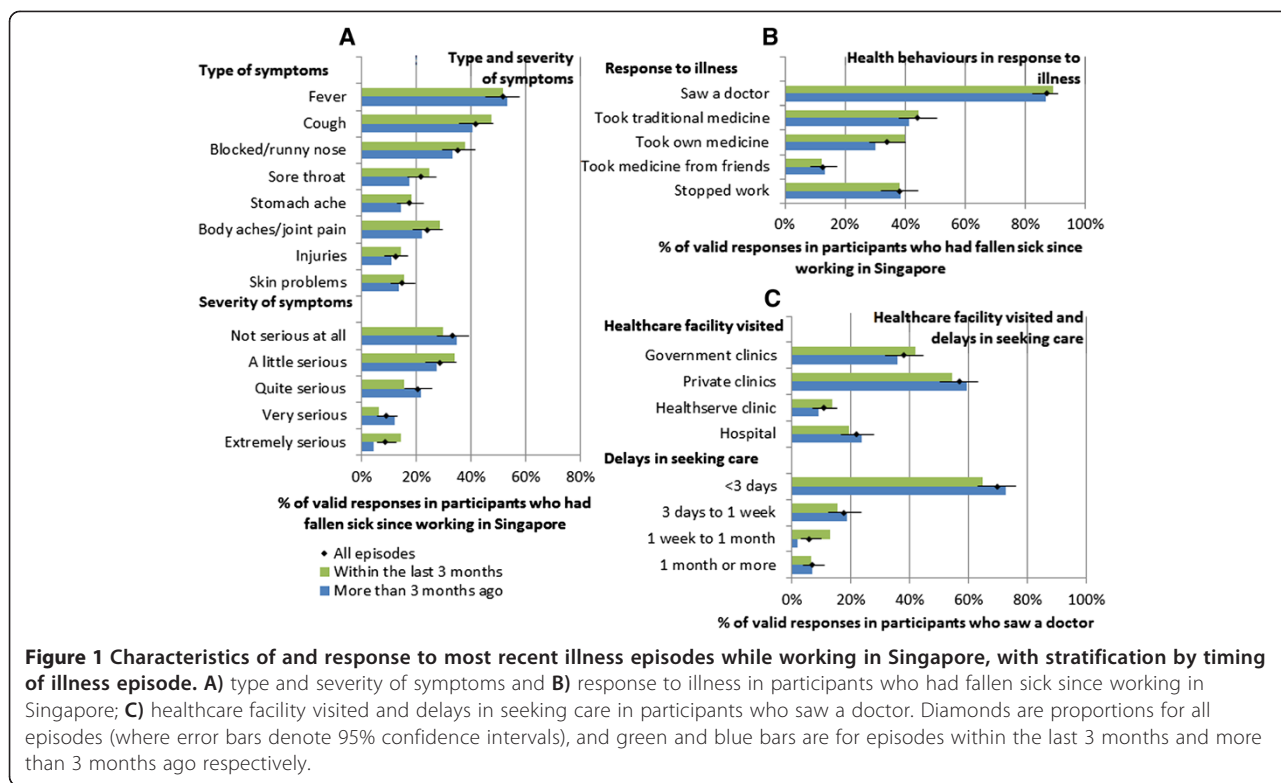 A
Type and severity
of symptoms
Type of symptoms
Fever
Cough
Blocked/runny nose
Sore throat
Stomach ache
Body aches/joint pain
Injuries
Skin problems
Severity of symptoms
Not serious at all
A little serious
Quite serious
Very serious
Extremely serious
0% 20% 40% 60% 80%
% of valid responses in participants who had
fallen sick since working in Singapore
All episodes
Within the last 3 months
More than 3 months ago
B
Health behaviours in response to
illness
Response to illness
Saw a doctor
Took traditional medicine
Took own medicine
Took medicine from friends
Stopped work
0% 20% 40% 60% 80% 100%
% of valid responses in participants who had fallen sick since
working in Singapore
C
Healthcare facility visited and
delays in seeking care
Healthcare facility visited
Government clinics
Private clinics
Healthserve clinic
Hospital
Delays in seeking care
<3 days
3 days to 1 week
1 week to 1 month
1 month or more
0% 20% 40% 60% 80% 100%
% of valid responses in participants who saw a doctor
Figure 1 Characteristics of and response to most recent illness episodes while working in Singapore, with stratification by timing
of illness episode. A) type and severity of symptoms and B) response to illness in participants who had fallen sick since working in
Singapore; C) healthcare facility visited and delays in seeking care in participants who saw a doctor. Diamonds are proportions for all
episodes (where error bars denote 95% confidence intervals), and green and blue bars are for episodes within the last 3 months and more
than 3 months ago respectively.